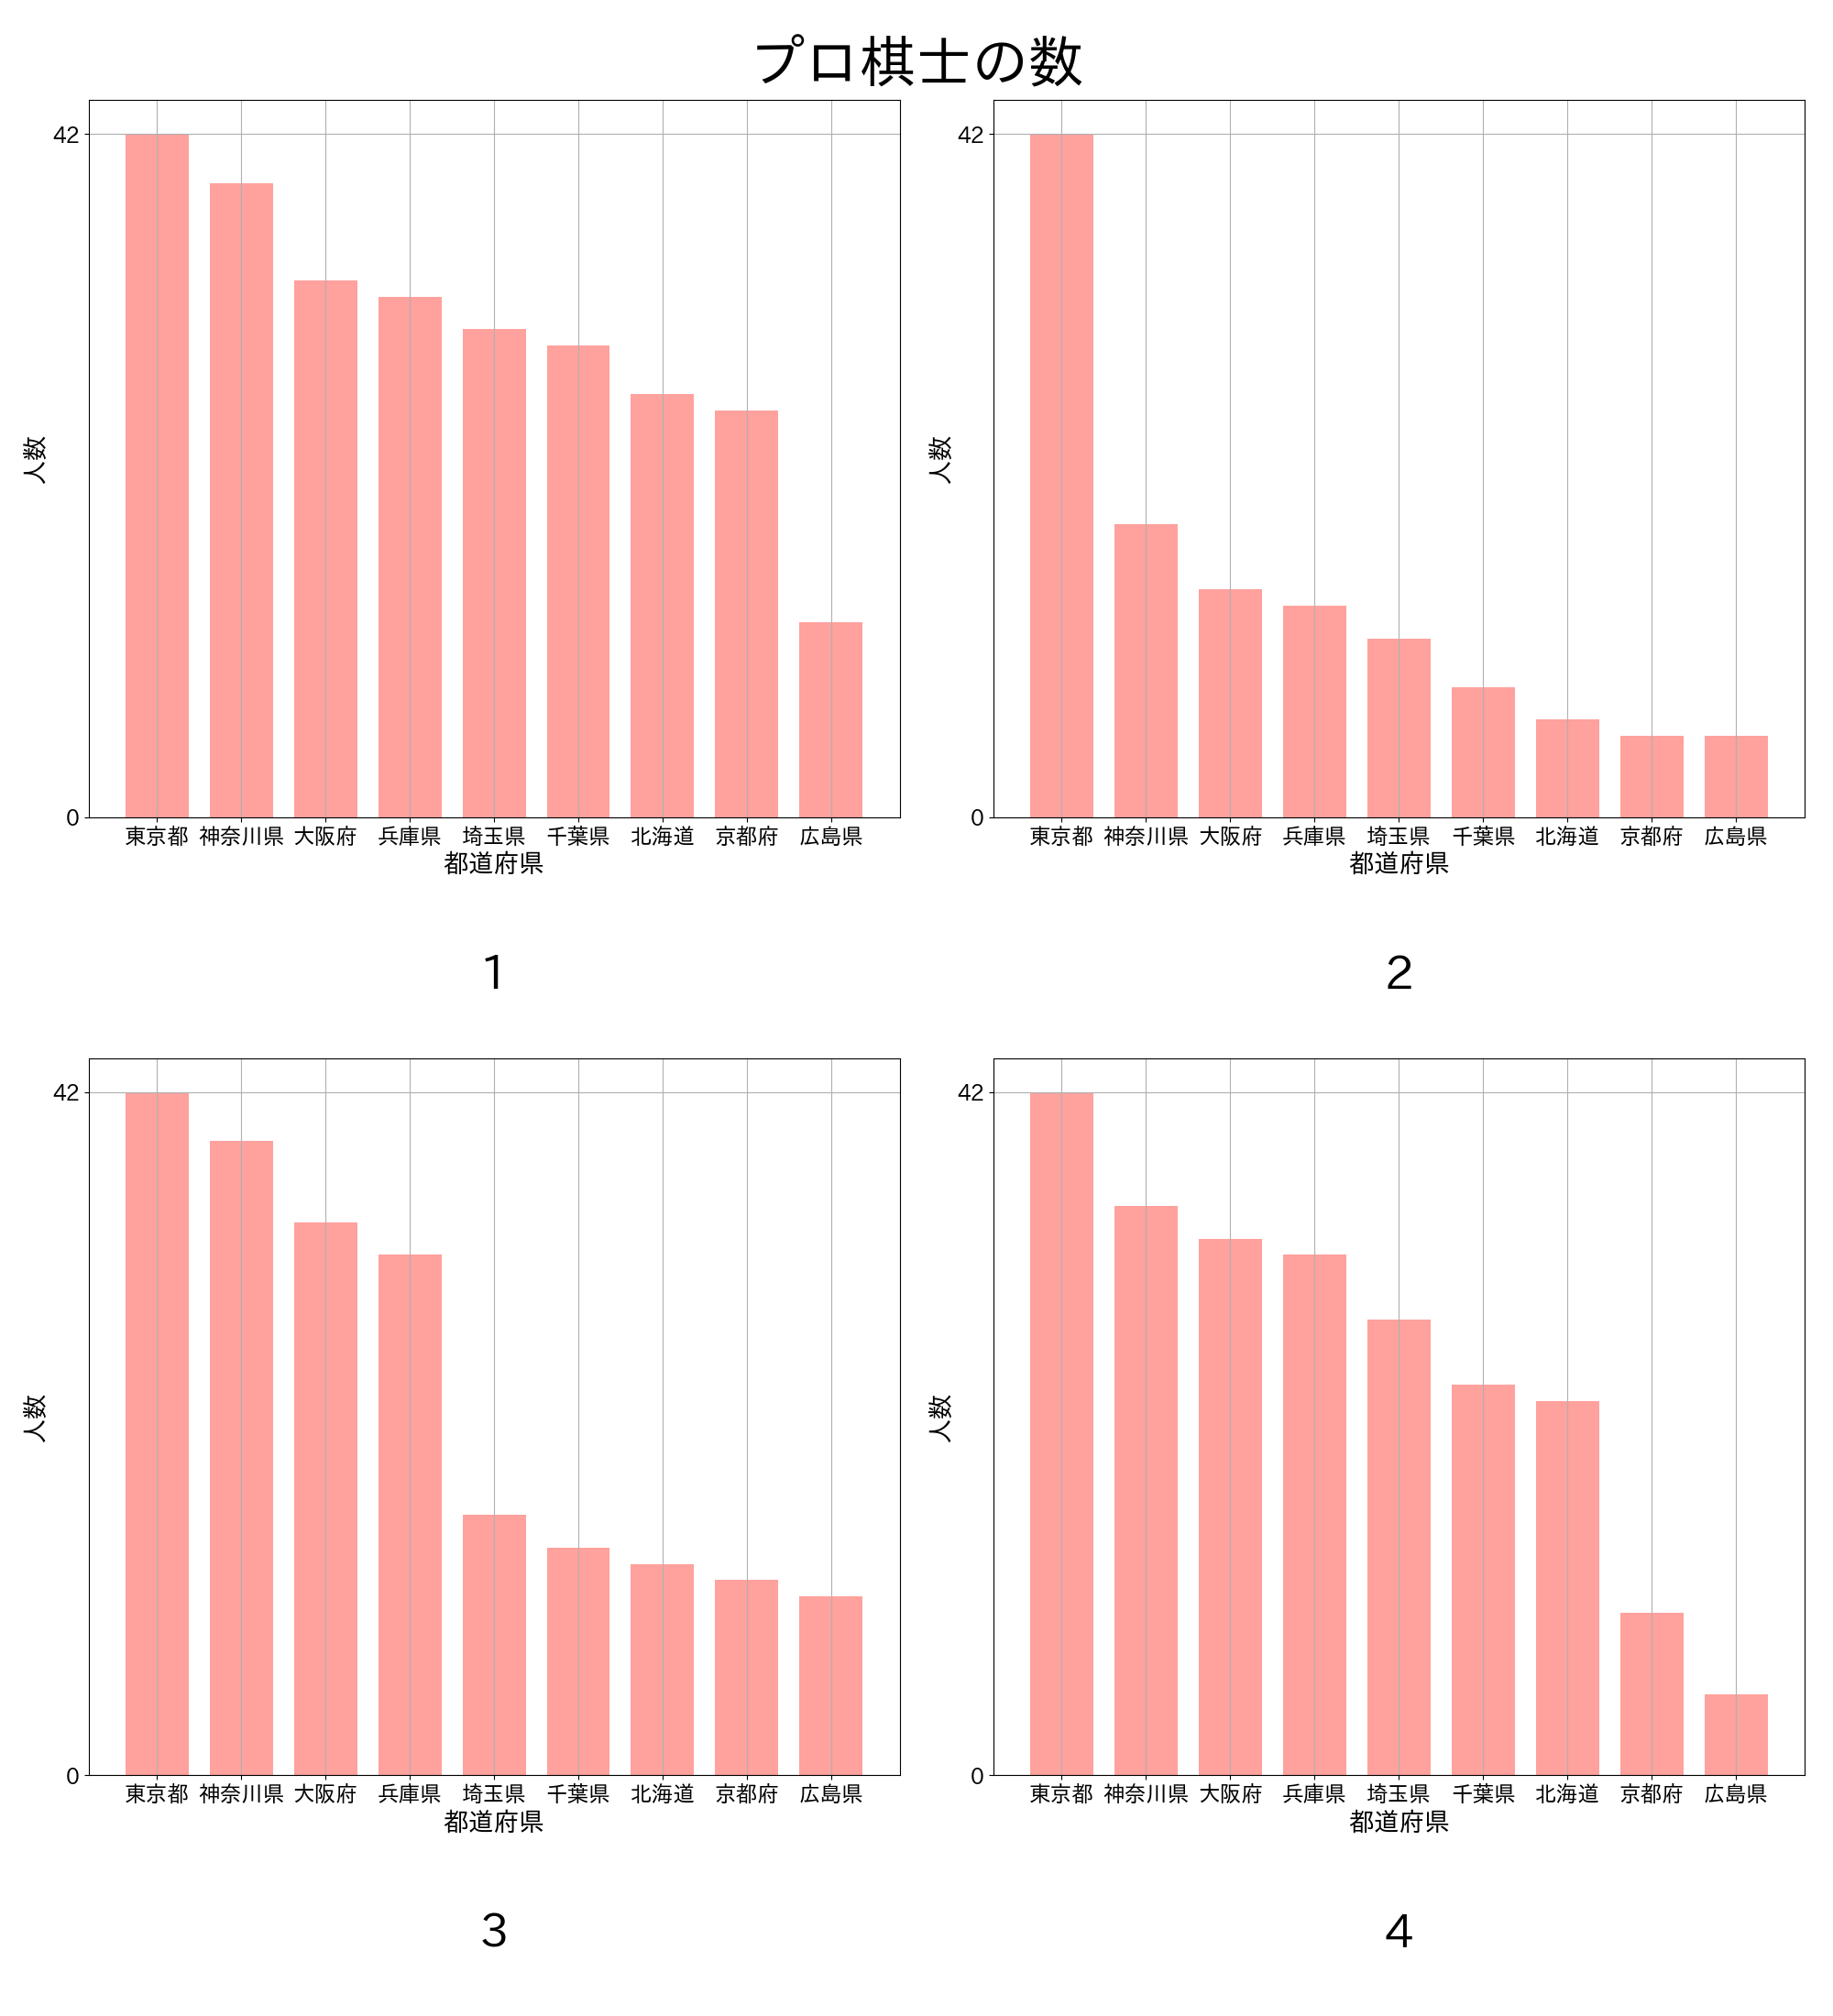 プロ棋士の数
42
0
人数
東京都 神奈川県 大阪府 兵庫県 埼玉県 千葉県 北海道 京都府 広島県
都道府県
1
42
0
人数
東京都 神奈川県 大阪府 兵庫県 埼玉県 千葉県 北海道 京都府 広島県
都道府県
2
42
0
人数
東京都 神奈川県 大阪府 兵庫県 埼玉県 千葉県 北海道 京都府 広島県
都道府県
3
42
0
人数
東京都 神奈川県 大阪府 兵庫県 埼玉県 千葉県 北海道 京都府 広島県
都道府県
4